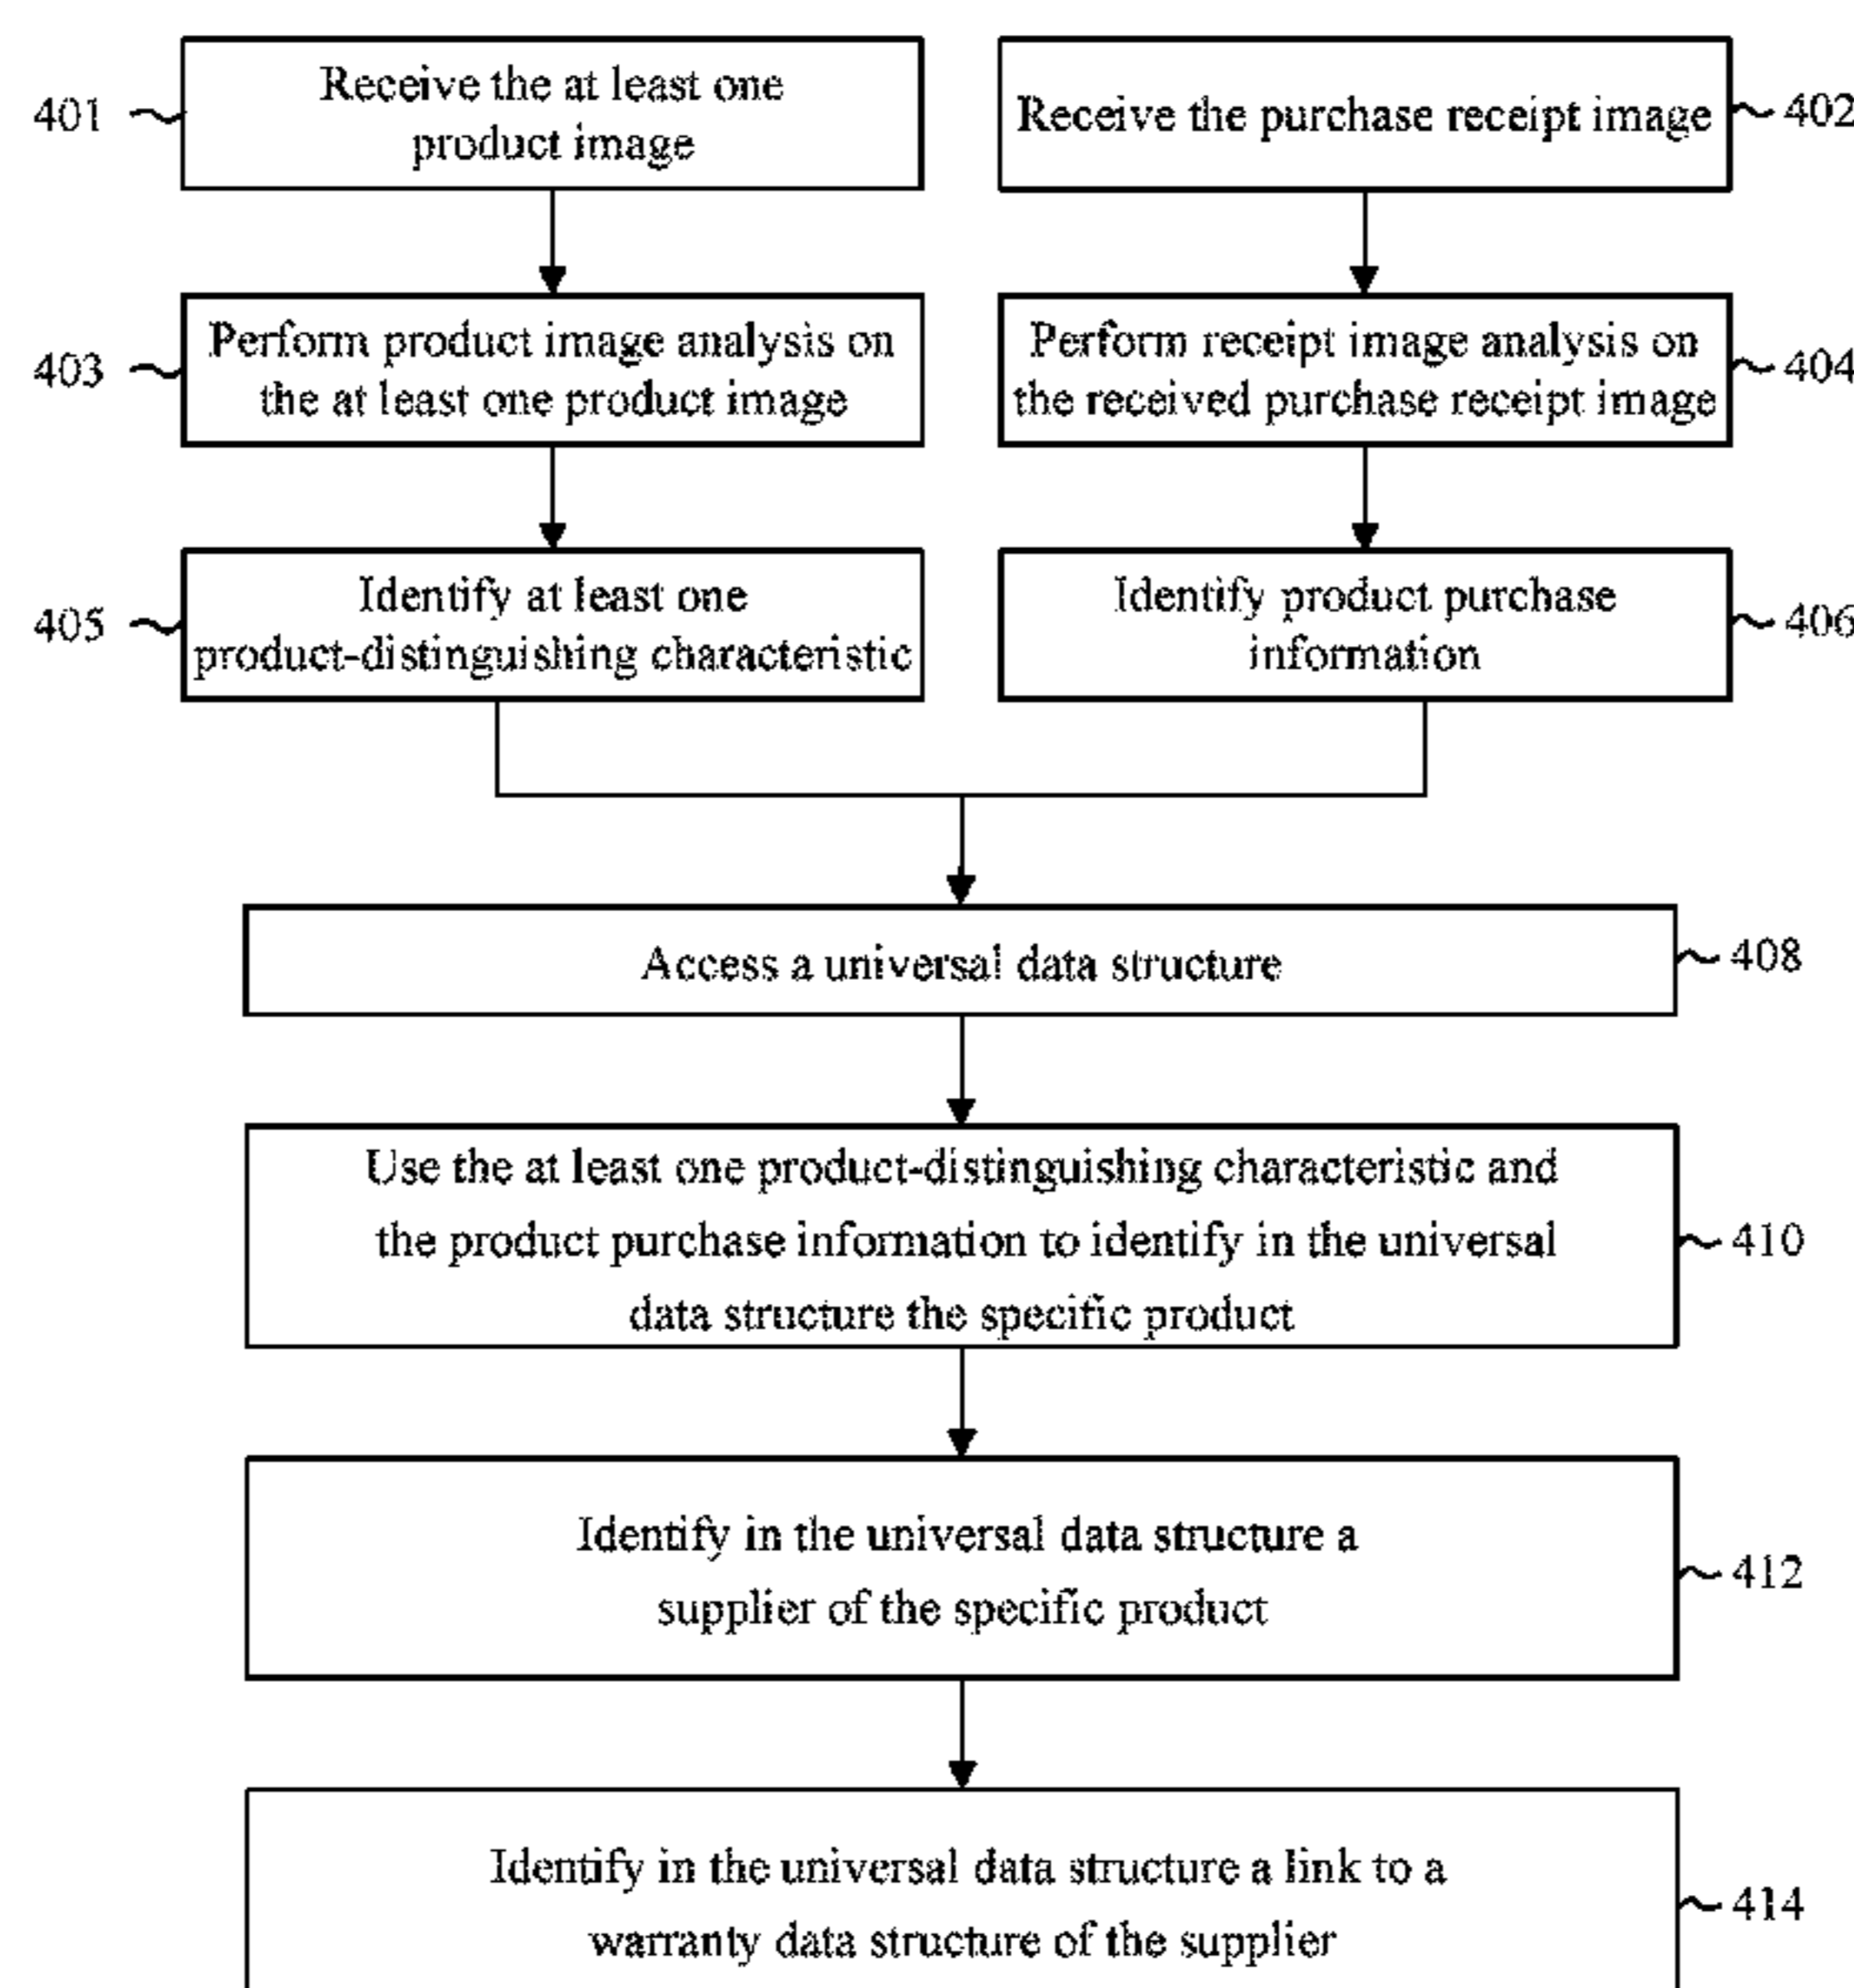 401
Receive the at least one
product image
Receive the purchase receipt image
402
403
Perform product image analysis on
the at least one product image
Perform receipt image analysis on
the received purchase receipt image
404
405
Identify at least one
product-distinguishing characteristic
Identify product purchase
information
406
Access a universal data structure
408
Use the at least one product-distinguishing characteristic and
the product purchase information to identify in the universal
data structure the specific product
410
Identify in the universal data structure a
supplier of the specific product
412
Identify in the universal data structure a link to a
warranty data structure of the supplier
414